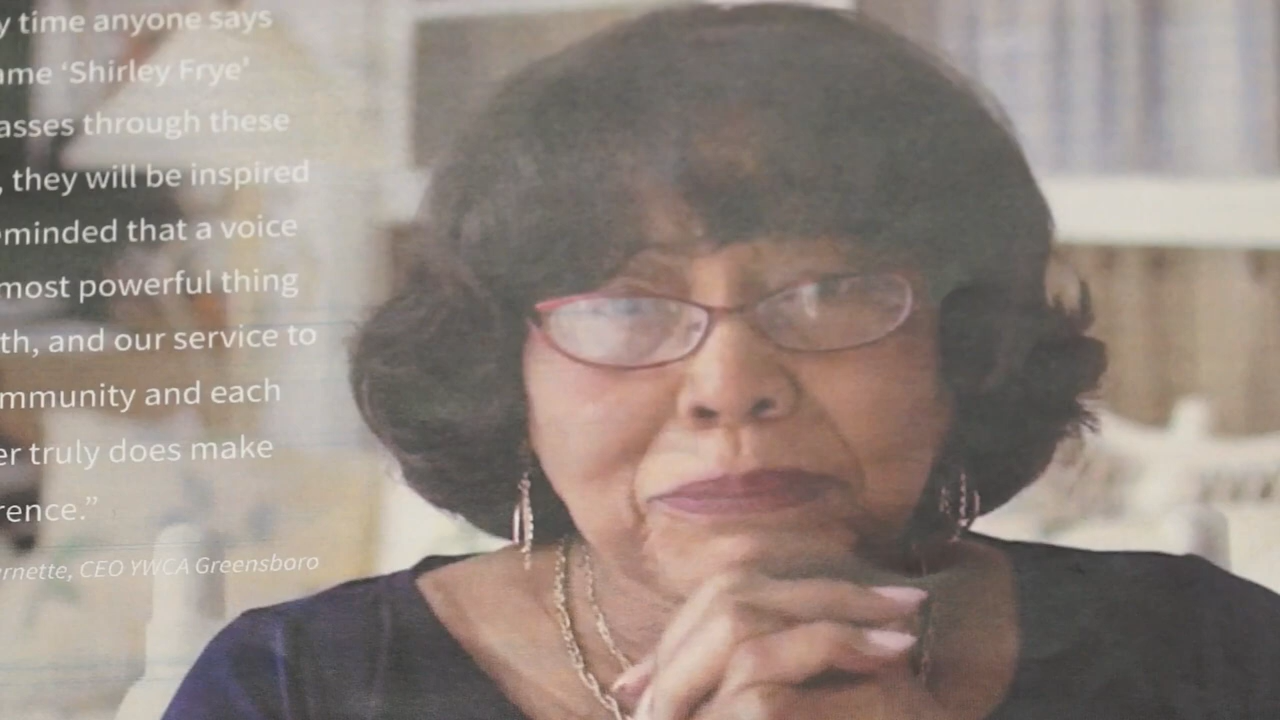 y time anyone says
ame ‘Shirley Frye’
asses through these
, they will be inspired
eminded that a voice
most powerful thing
th, and our service to
mmunity and each
er truly does make
rence.”
rnette, CEO YWCA Greensboro